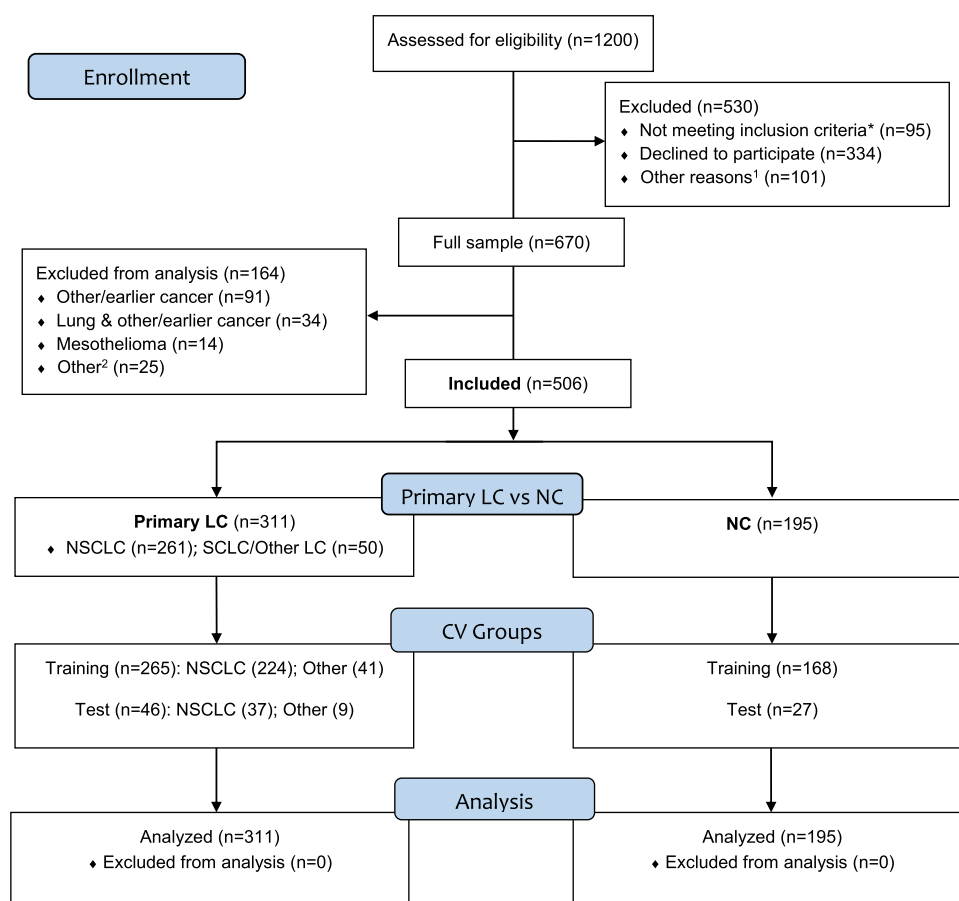 Assessed for eligibility (n=1200)
Enrollment
Excluded (n=530)
♦ Not meeting inclusion criteria* (n=95)
♦ Declined to participate (n=334)
♦ Other reasons¹ (n=101)
Full sample (n=670)
Excluded from analysis (n=164)
♦ Other/earlier cancer (n=91)
♦ Lung & other/earlier cancer (n=34)
♦ Mesothelioma (n=14)
♦ Other² (n=25)
Included (n=506)
Primary LC vs NC
Primary LC (n=311)
♦ NSCLC (n=261); SCLC/Other LC (n=50)
NC (n=195)
CV Groups
Training (n=265): NSCLC (224); Other (41)
Test (n=46): NSCLC (37); Other (9)
Training (n=168)
Test (n=27)
Analysis
Analyzed (n=311)
♦ Excluded from analysis (n=0)
Analyzed (n=195)
♦ Excluded from analysis (n=0)